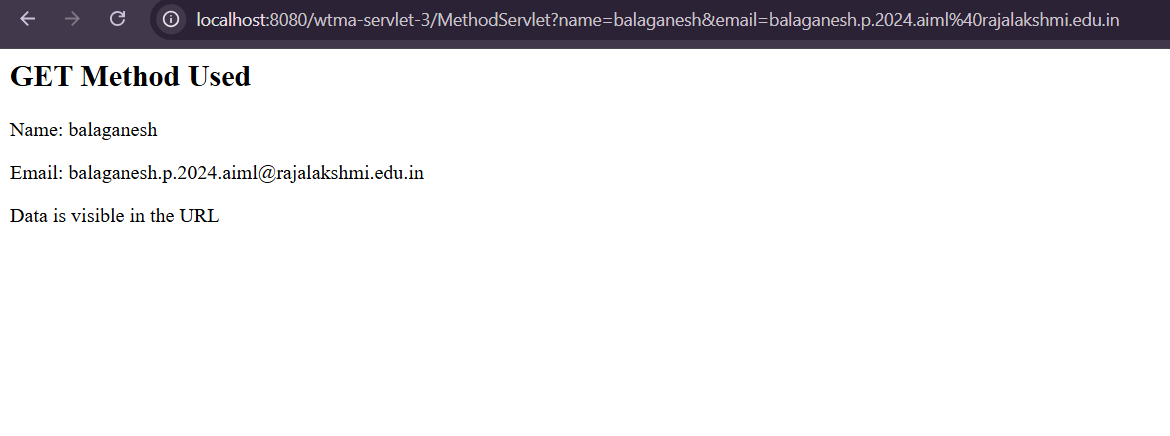 localhost:8080/wtma-servlet-3/MethodServlet?name=balaganesh&email=balaganesh.p.2024.aiml%40rajalakshmi.edu.in
GET Method Used
Name: balaganesh
Email: balaganesh.p.2024.aiml@rajalakshmi.edu.in
Data is visible in the URL